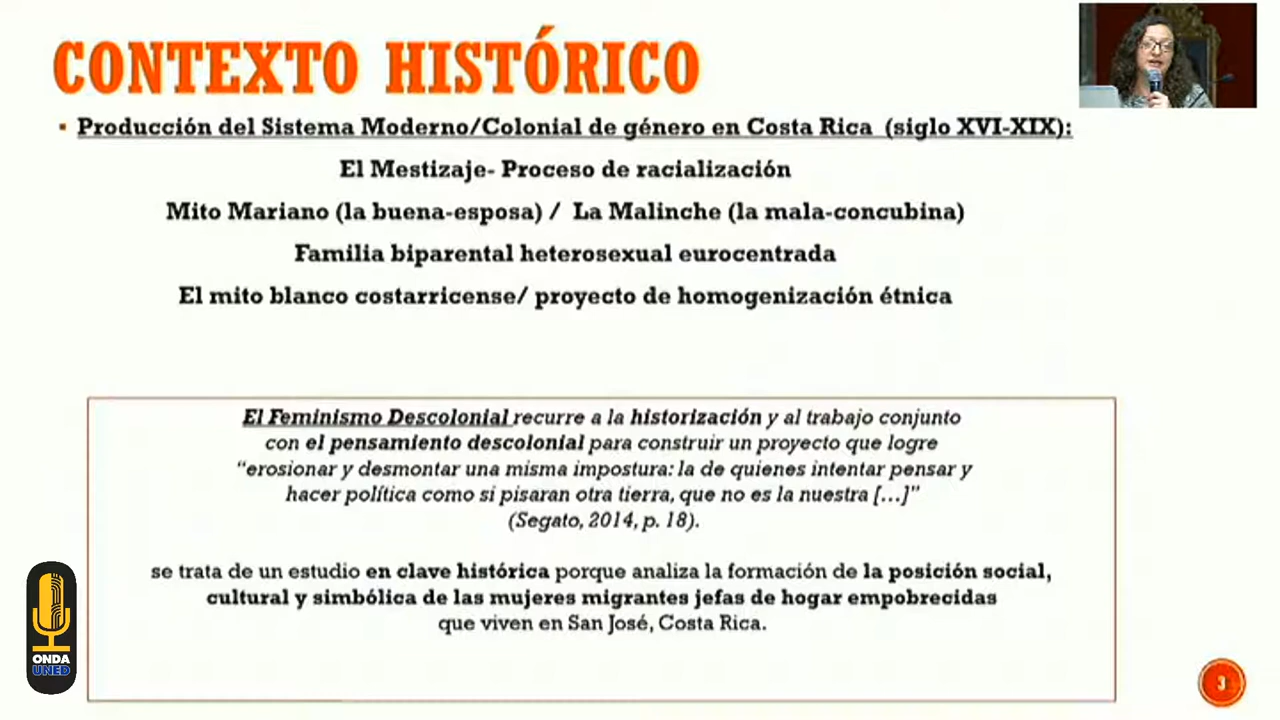 CONTEXTO HISTÓRICO
▪ Producción del Sistema Moderno/Colonial de género en Costa Rica (siglo XVI-XIX):
El Mestizaje- Proceso de racialización
Mito Mariano (la buena-esposa) / La Malinche (la mala-concubina)
Familia biparental heterosexual eurocentrada
El mito blanco costarricense/ proyecto de homogenización étnica
El Feminismo Descolonial recurre a la historización y al trabajo conjunto
con el pensamiento descolonial para construir un proyecto que logre
“erosionar y desmontar una misma impostura: la de quienes intentar pensar y
hacer política como si pisaran otra tierra, que no es la nuestra […]”
(Segato, 2014, p. 18).
se trata de un estudio en clave histórica porque analiza la formación de la posición social,
cultural y simbólica de las mujeres migrantes jefas de hogar empobrecidas
que viven en San José, Costa Rica.
ONDA
UNED
3